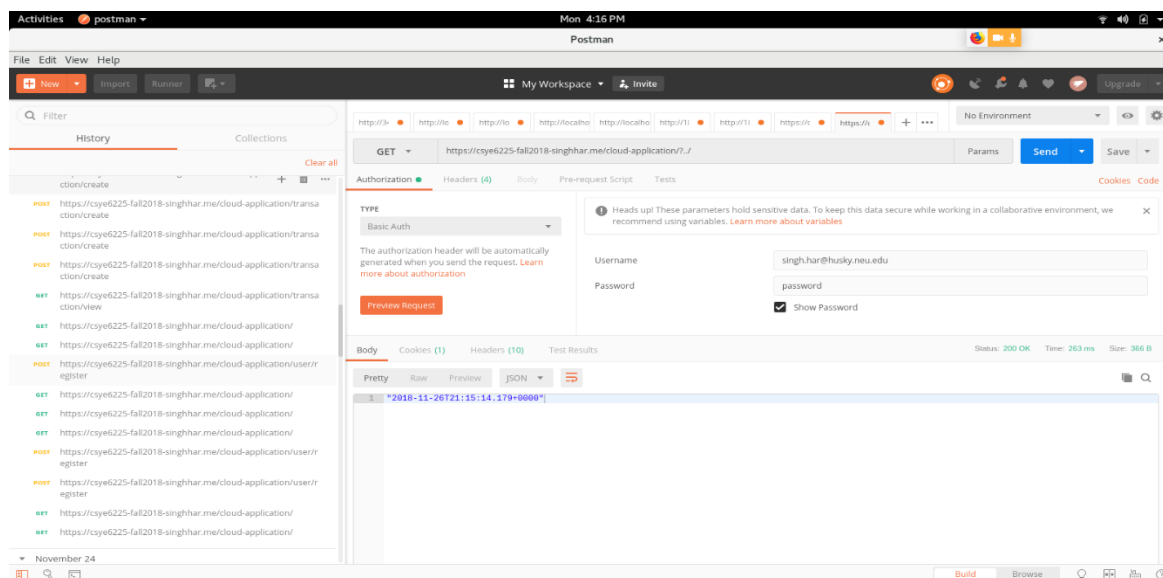 Activities postman
Mon 4:16 PM
Postman
File Edit View Help
New Import Runner
My Workspace Invite
Upgrade
Filter
History Collections
Clear all
ction/create
POST https://csye6225-fall2018-singhhar.me/cloud-application/transa
ction/create
POST https://csye6225-fall2018-singhhar.me/cloud-application/transa
ction/create
POST https://csye6225-fall2018-singhhar.me/cloud-application/transa
ction/create
GET https://csye6225-fall2018-singhhar.me/cloud-application/transa
ction/view
GET https://csye6225-fall2018-singhhar.me/cloud-application/
GET https://csye6225-fall2018-singhhar.me/cloud-application/
POST https://csye6225-fall2018-singhhar.me/cloud-application/user/r
egister
GET https://csye6225-fall2018-singhhar.me/cloud-application/
GET https://csye6225-fall2018-singhhar.me/cloud-application/
GET https://csye6225-fall2018-singhhar.me/cloud-application/
POST https://csye6225-fall2018-singhhar.me/cloud-application/user/r
egister
POST https://csye6225-fall2018-singhhar.me/cloud-application/user/r
egister
GET https://csye6225-fall2018-singhhar.me/cloud-application/
GET https://csye6225-fall2018-singhhar.me/cloud-application/
November 24
http://lo http://lo http://localho http://localho
No Environment
GET https://csye6225-fall2018-singhhar.me/cloud-application/?../
Params Send Save
Authorization Headers (4) Body Pre-request Script Tests
Cookies Code
TYPE
Basic Auth
The authorization header will be automatically
generated when you send the request. Learn
more about authorization
Preview Request
Heads up! These parameters hold sensitive data. To keep this data secure while working in a collaborative environment, we
recommend using variables. Learn more about variables
Username singh.har@husky.neu.edu
Password password
Show Password
Body Cookies (1) Headers (10) Test Results
Status: 200 OK Time: 263 ms Size: 366 B
Pretty Raw Preview JSON
1 "2018-11-26T21:15:14.179+0000"
Build Browse